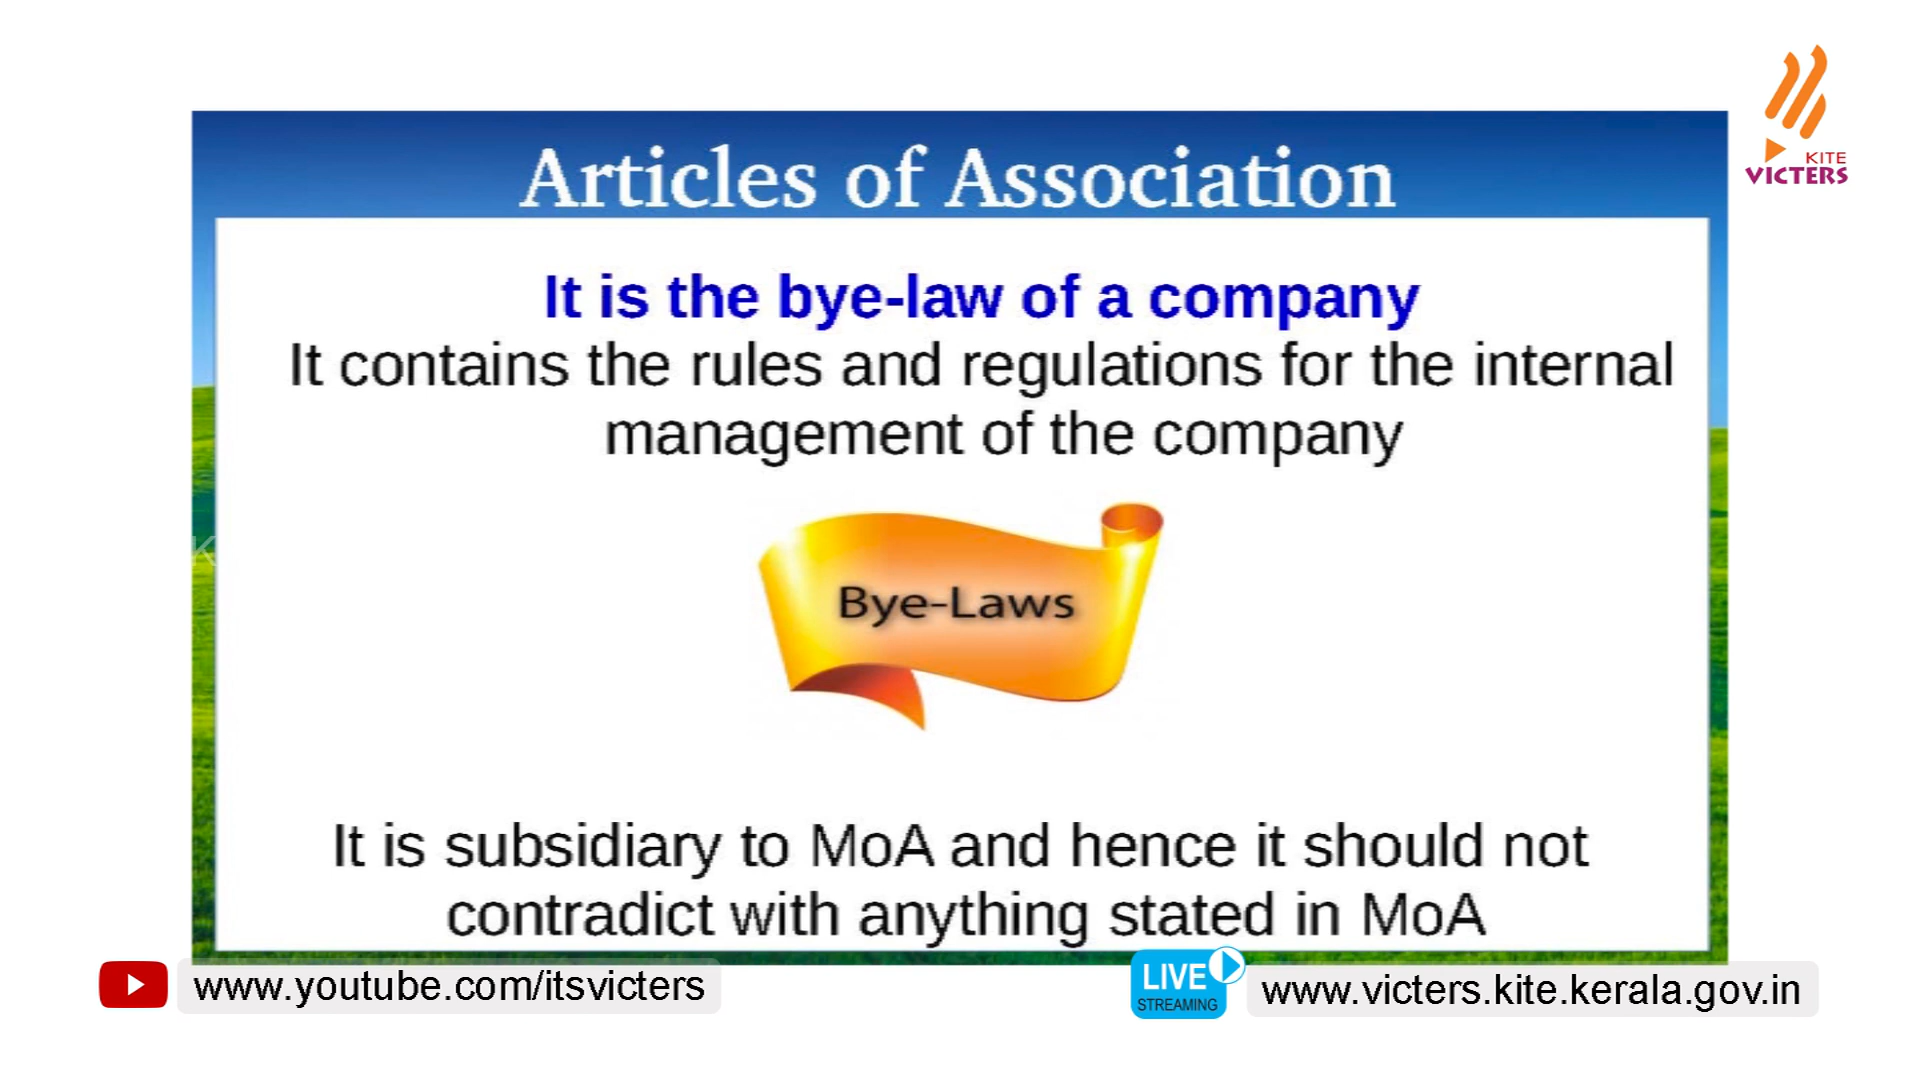 Articles of Association
KITE
VICTERS
It is the bye-law of a company
It contains the rules and regulations for the internal
management of the company
Bye-Laws
It is subsidiary to MoA and hence it should not
contradict with anything stated in MoA
www.youtube.com/itsvicters
LIVE
STREAMING
www.victers.kite.kerala.gov.in